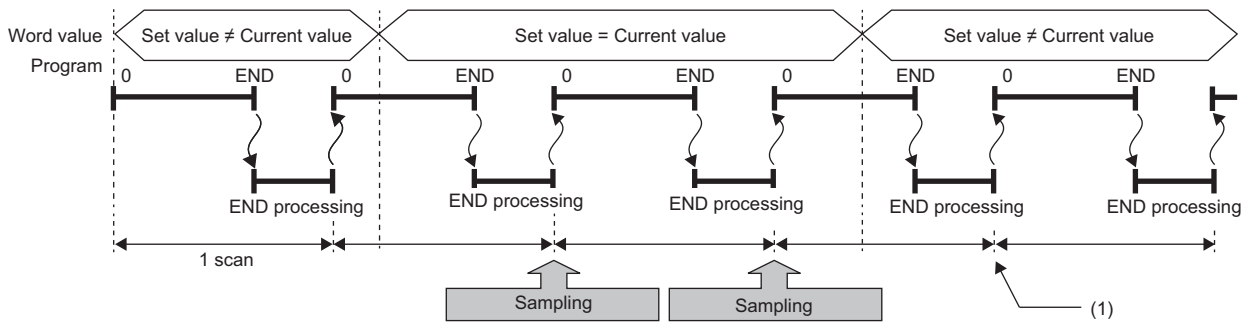 Word value
Set value ≠ Current value
Set value = Current value
Set value ≠ Current value
Program
0 END 0 END 0 END 0 END 0 END
END processing
END processing
END processing
END processing
END processing
1 scan
Sampling
Sampling
(1)